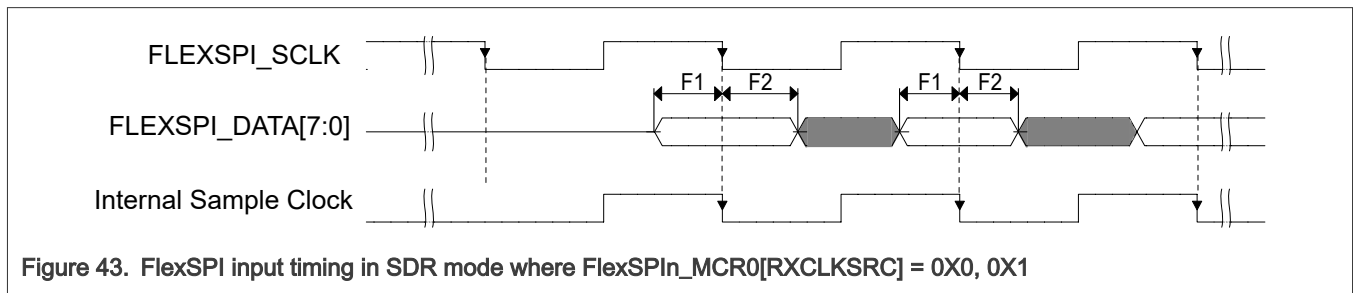 FLEXSPI_SCLK
F1 F2 F1 F2
FLEXSPI_DATA[7:0]
Internal Sample Clock
Figure 43. FlexSPI input timing in SDR mode where FlexSPIn_MCR0[RXCLKSRC] = 0X0, 0X1